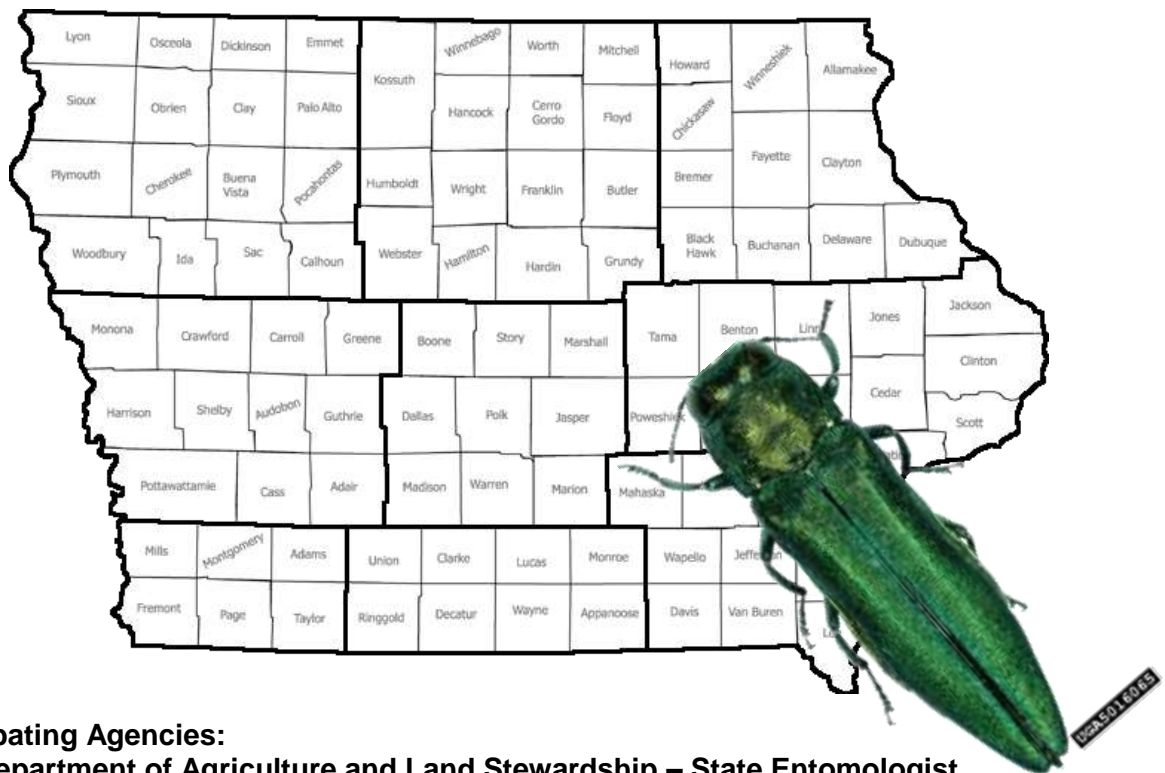 Lyon Osceola Dickinson Emmet Kossuth Winnebago Worth Mitchell Howard Winneshiek Allamakee
Sioux Obrien Clay Palo Alto Hancock Cerro Gordo Floyd Chickasaw
Plymouth Cherokee Buena Vista Pocahontas Humboldt Wright Franklin Butler Bremer Fayette Clayton
Woodbury Ida Sac Calhoun Webster Hamilton Hardin Grundy Black Hawk Buchanan Delaware Dubuque
Monona Crawford Carroll Greene Boone Story Marshall Tama Benton Linn Jones Jackson
Clinton
Harrison Shelby Audobon Guthrie Dallas Polk Jasper Poweshiek Cedar Scott
Pottawattamie Cass Adair Madison Warren Marion Mahaska
Mills Montgomery Adams Union Clarke Lucas Monroe Wapello
Fremont Page Taylor Ringgold Decatur Wayne Appanoose Davis Van Buren
UGA5016065
pating Agencies:
epartment of Agriculture and Land Stewardship – State Entomologist